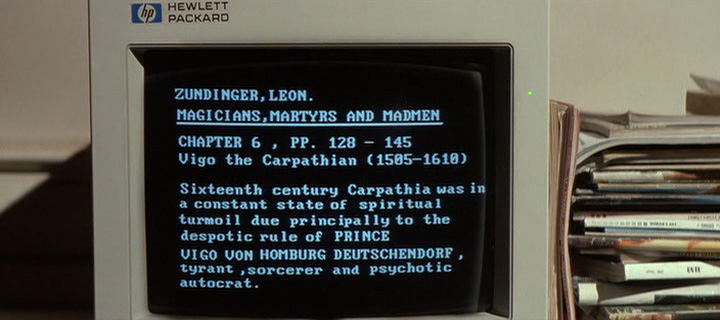 hp HEWLETT
PACKARD
ZUNDINGER,LEON.
MAGICIANS,MARTYRS AND MADMEN
CHAPTER 6 , PP. 128 - 145
Vigo the Carpathian (1505-1610)
Sixteenth century Carpathia was in
a constant state of spiritual
turmoil due principally to the
despotic rule of PRINCE
VIGO VON HOMBURG DEUTSCHENDORF ,
tyrant ,sorcerer and psychotic
autocrat.